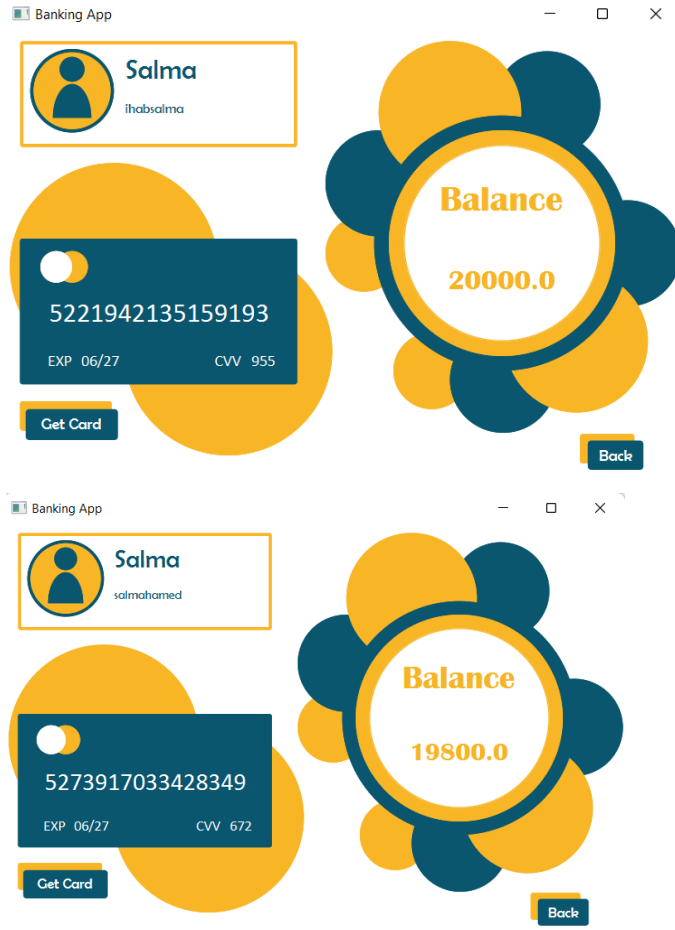 Banking App
Salma
ihabsalma
Balance
20000.0
5221942135159193
EXP 06/27 CVV 955
Get Card
Back
Banking App
Salma
salmahamed
Balance
19800.0
5273917033428349
EXP 06/27 CVV 672
Get Card
Back